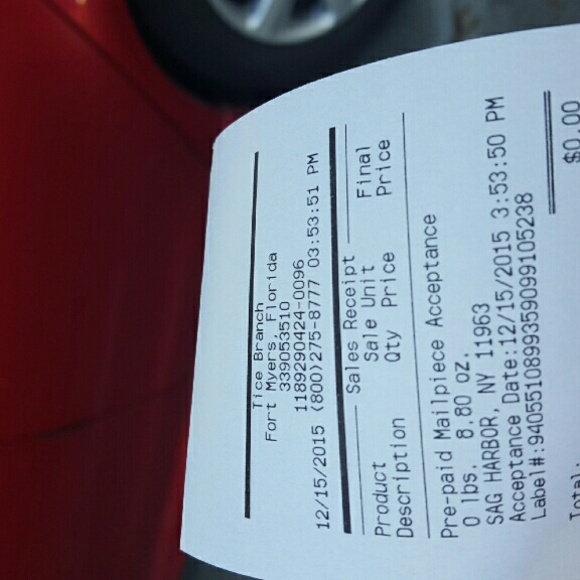 Tice Branch
Fort Myers, Florida
339053510
1189290424-0096
12/15/2015 (800)275-8777 03:53:51 PM
Sales Receipt
Product Sale Unit Final
Description Qty Price Price
Pre-paid Mailpiece Acceptance
0 lbs. 8.80 oz.
SAG HARBOR, NY 11963
Acceptance Date:12/15/2015 3:53:50 PM
Label#:9405510899359099105238
Total: $0.00